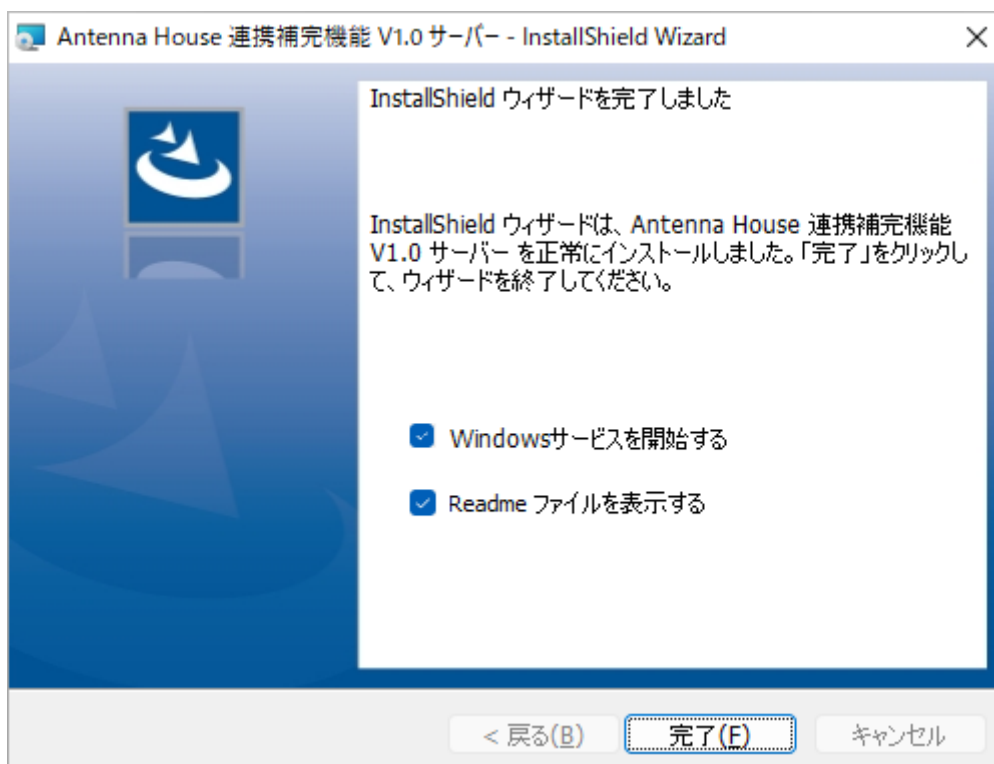 Antenna House 連携補完機能 V1.0 サーバー - InstallShield Wizard
InstallShield ウィザードを完了しました
InstallShield ウィザードは、Antenna House 連携補完機能
V1.0 サーバー を正常にインストールしました。「完了」をクリックし
て、ウィザードを終了してください。
Windowsサービスを開始する
Readme ファイルを表示する
< 戻る(B)
完了(F)
キャンセル